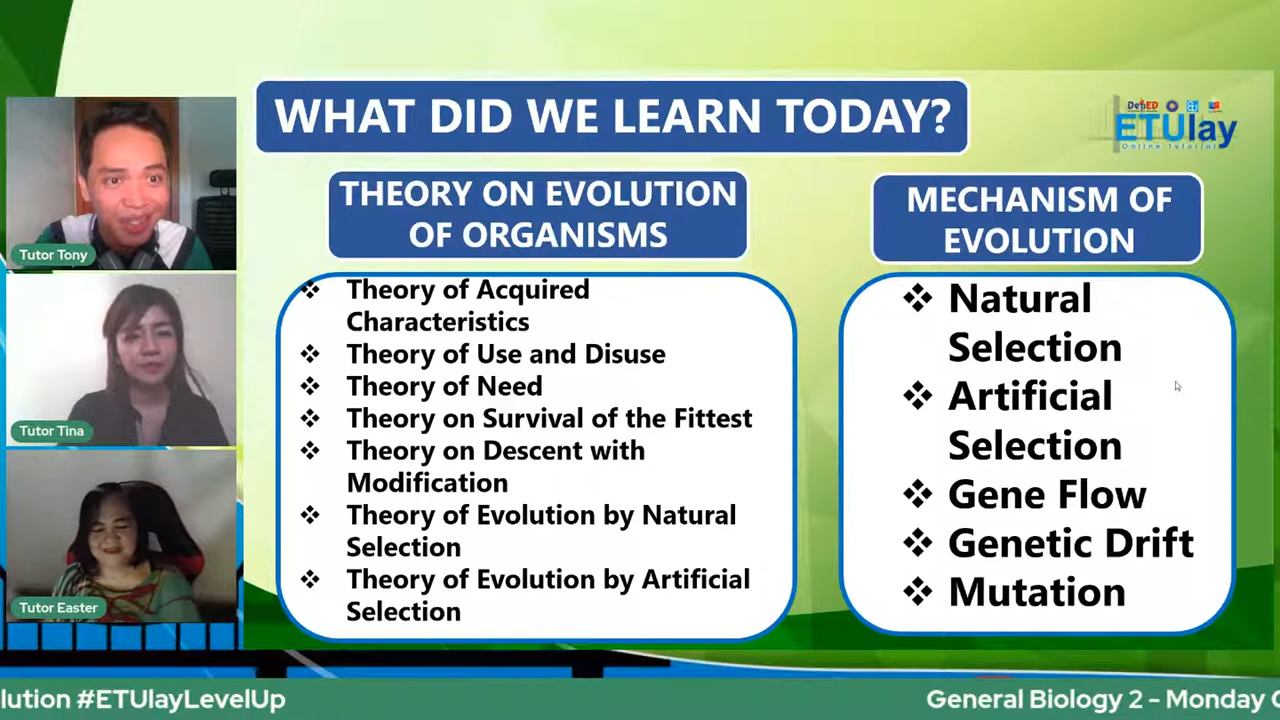 WHAT DID WE LEARN TODAY?
DepED
ETUlay
Online Tutorial
THEORY ON EVOLUTION
OF ORGANISMS
❖ Theory of Acquired
Characteristics
❖ Theory of Use and Disuse
❖ Theory of Need
❖ Theory on Survival of the Fittest
❖ Theory on Descent with
Modification
❖ Theory of Evolution by Natural
Selection
❖ Theory of Evolution by Artificial
Selection
MECHANISM OF
EVOLUTION
❖ Natural
Selection
❖ Artificial
Selection
❖ Gene Flow
❖ Genetic Drift
❖ Mutation
Tutor Tony
Tutor Tina
Tutor Easter
lution #ETUlayLevelUp
General Biology 2 - Monday